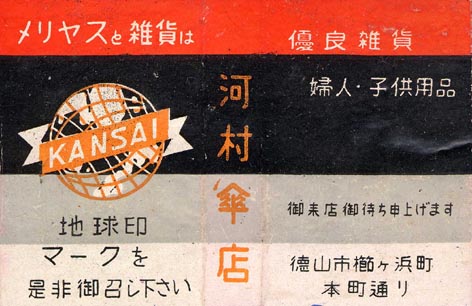 メリヤスと雑貨は
KANSAI
地球印
マークを
是非御召し下さい
河村傘店
優良雑貨
婦人・子供用品
御来店御待ち申上げます
徳山市櫛ヶ浜町
本町通り